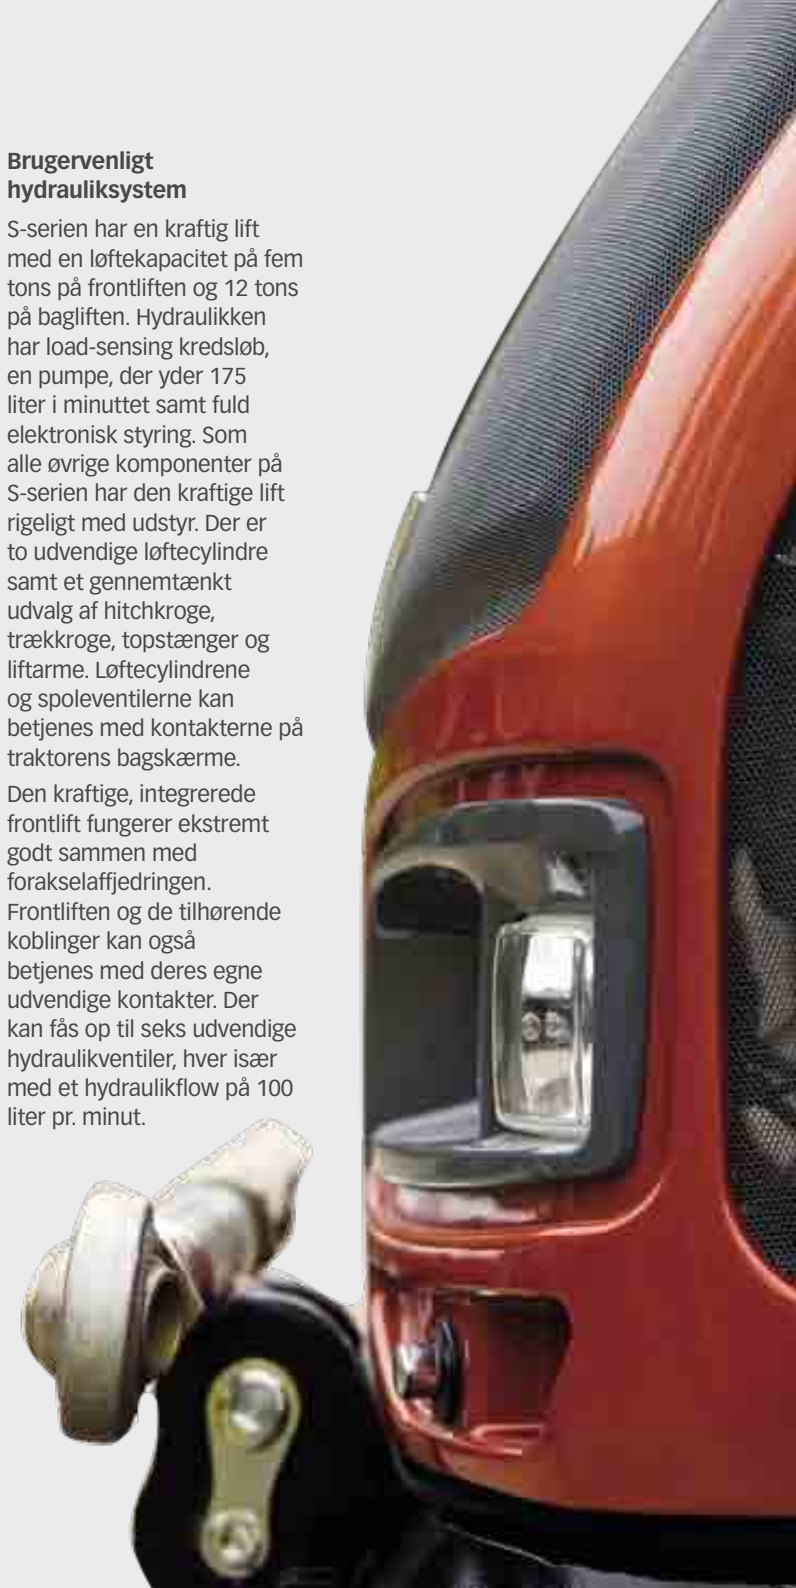 Brugervenligt
hydrauliksystem
S-serien har en kraftig lift
med en løftekapacitet på fem
tons på frontliften og 12 tons
på bagliften. Hydraulikken
har load-sensing kredsløb,
en pumpe, der yder 175
liter i minuttet samt fuld
elektronisk styring. Som
alle øvrige komponenter på
S-serien har den kraftige lift
rigeligt med udstyr. Der er
to udvendige løftecylindre
samt et gennemtænkt
udvalg af hitchkroge,
trækkroge, topstænger og
liftarme. Løftecylindrene
og spoleventilerne kan
betjenes med kontakterne på
traktorens bagskærme.
Den kraftige, integrerede
frontlift fungerer ekstremt
godt sammen med
forakselaffjedringen.
Frontliften og de tilhørende
koblinger kan også
betjenes med deres egne
udvendige kontakter. Der
kan fås op til seks udvendige
hydraulikventiler, hver især
med et hydraulikflow på 100
liter pr. minut.